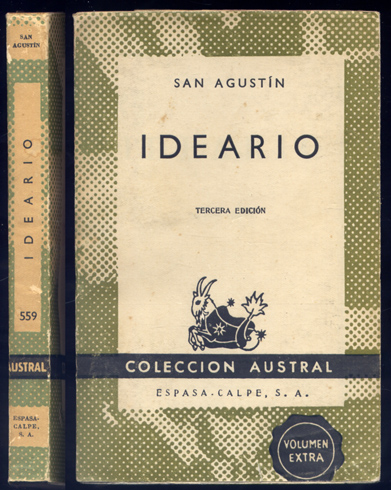 SAN
AGUSTÍN
IDEARIO
559
AUSTRAL
ESPASA-
CALPE,
S. A.
SAN AGUSTÍN
IDEARIO
TERCERA EDICIÓN
COLECCION AUSTRAL
ESPASA-CALPE, S. A.
VOLUMEN
EXTRA